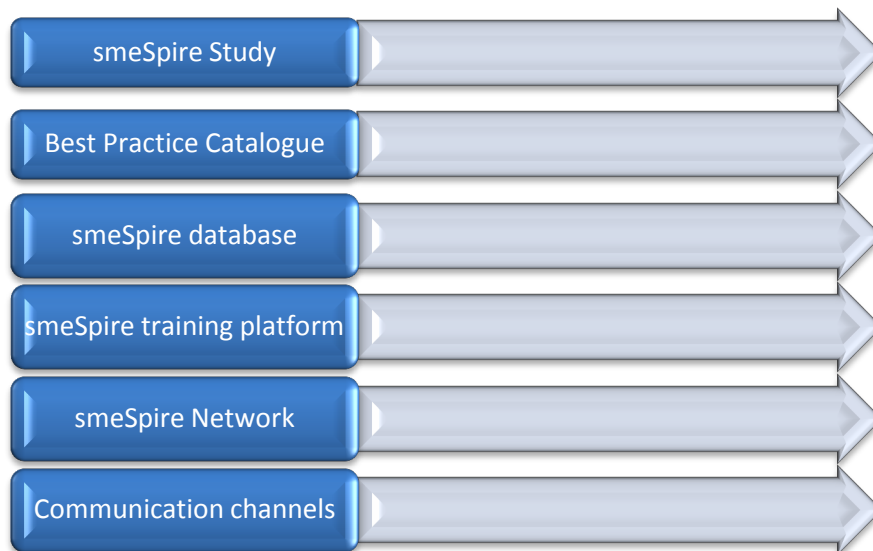 smeSpire Study
Best Practice Catalogue
smeSpire database
smeSpire training platform
smeSpire Network
Communication channels